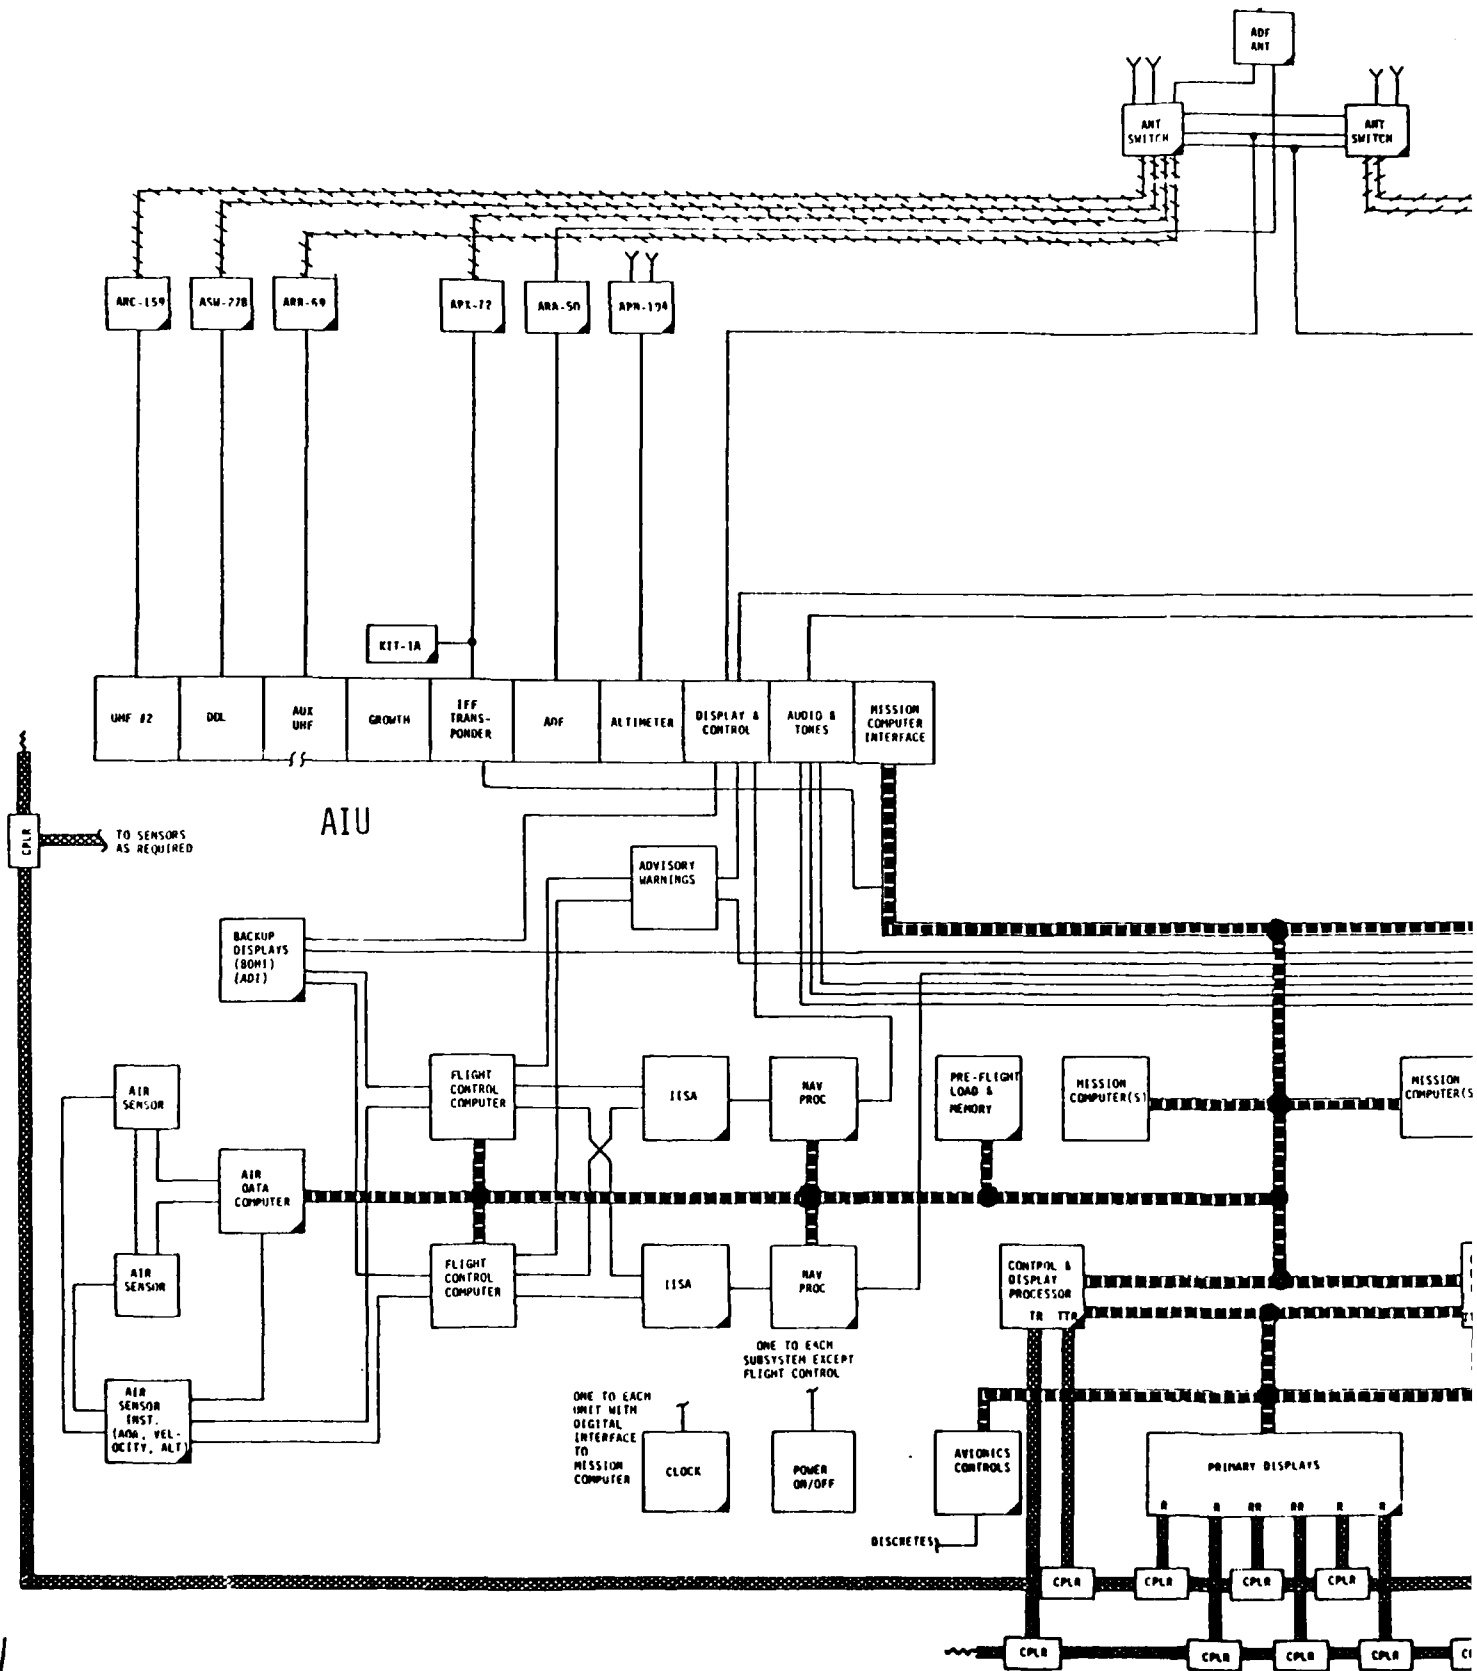 ADF
ANT
ANT
SWITCH
ANT
SWITCH
ARC-159
ASW-27B
ARR-69
APX-72
ARA-50
APN-194
KIT-1A
UHF #2
DDL
AUX
UHF
GROWTH
IFF
TRANS-
PONDER
ADF
ALTIMETER
DISPLAY &
CONTROL
AUDIO &
TONES
MISSION
COMPUTER
INTERFACE
AIU
CPLR
TO SENSORS
AS REQUIRED
ADVISORY
WARNINGS
BACKUP
DISPLAYS
(BDHI)
(ADI)
AIR
SENSOR
FLIGHT
CONTROL
COMPUTER
IISA
NAV
PROC
PRE-FLIGHT
LOAD &
MEMORY
MISSION
COMPUTER(S)
MISSION
COMPUTER(S
AIR
DATA
COMPUTER
AIR
SENSOR
FLIGHT
CONTROL
COMPUTER
IISA
NAV
PROC
CONTROL &
DISPLAY
PROCESSOR
TR TTR
ONE TO EACH
SUBSYSTEM EXCEPT
FLIGHT CONTROL
AIR
SENSOR
INST.
(AOA, VEL-
OCITY, ALT)
ONE TO EACH
UNIT WITH
DIGITAL
INTERFACE
TO
MISSION
COMPUTER
CLOCK
POWER
ON/OFF
AVIONICS
CONTROLS
DISCRETES
PRIMARY DISPLAYS
R R RR RR R R
CPLR CPLR CPLR CPLR
CPLR CPLR CPLR CPLR